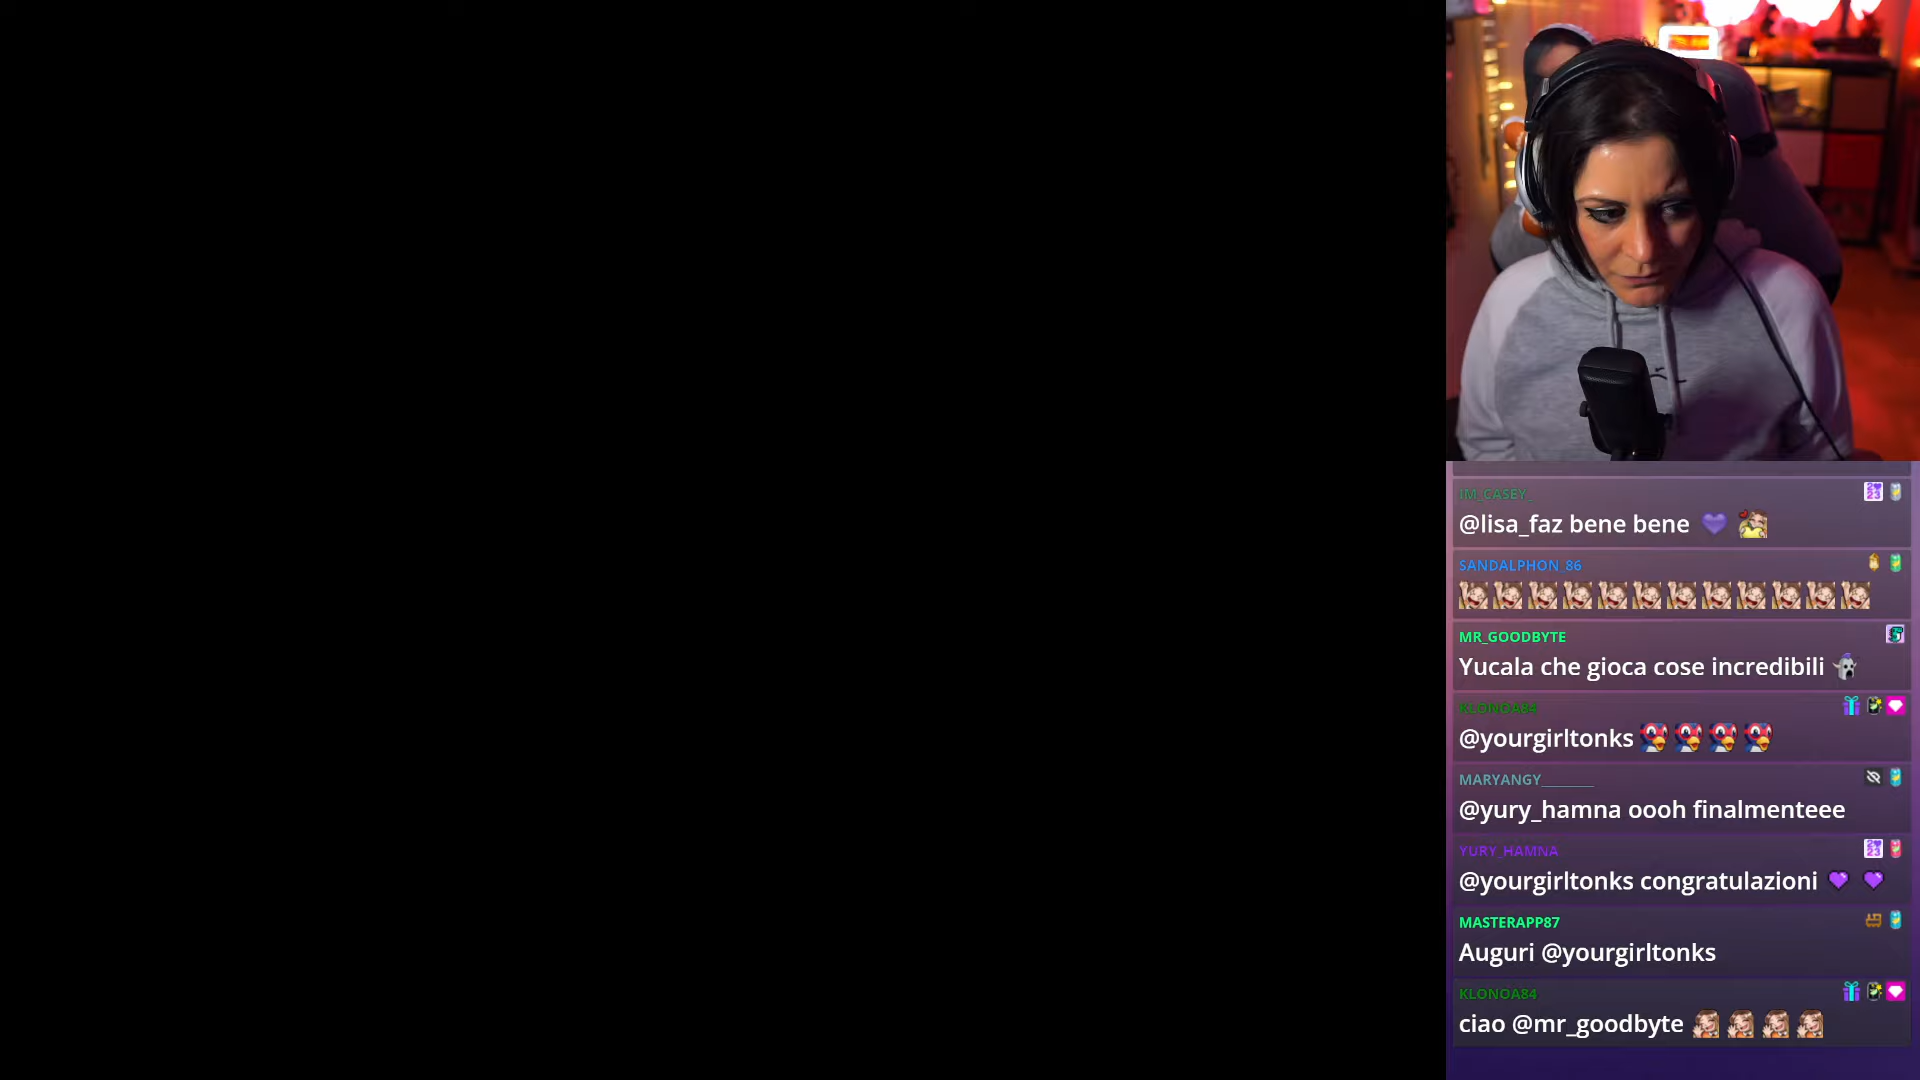 IM_CASEY_
@lisa_faz bene bene
SANDALPHON_86
MR_GOODBYTE
Yucala che gioca cose incredibili
KLONOA84
@yourgirltonks
MARYANGY________
@yury_hamna oooh finalmenteee
YURY_HAMNA
@yourgirltonks congratulazioni
MASTERAPP87
Auguri @yourgirltonks
KLONOA84
ciao @mr_goodbyte